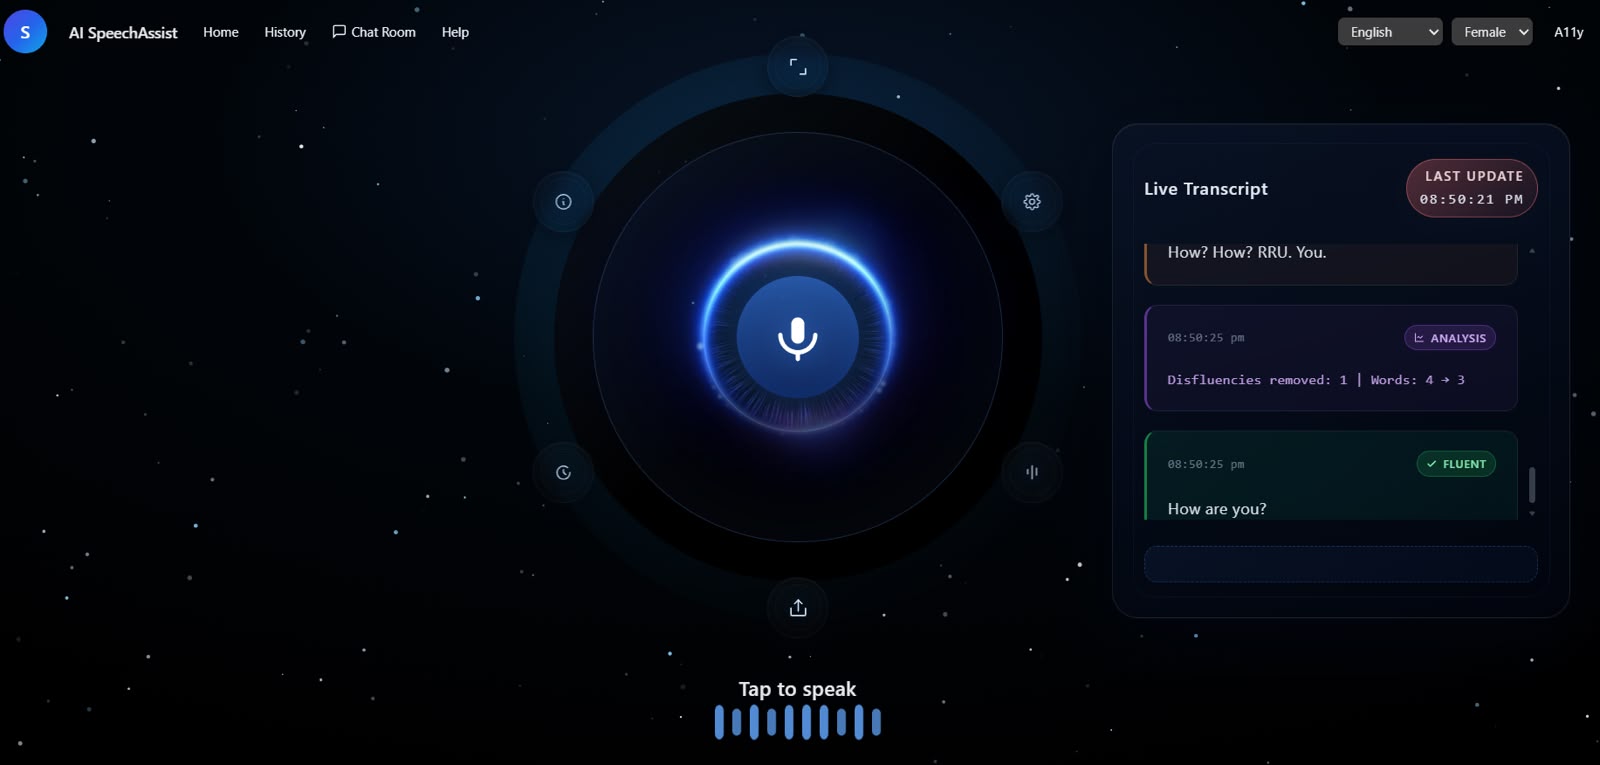 S
AI SpeechAssist
Home
History
Chat Room
Help
English
Female
A11y
Live Transcript
LAST UPDATE
08:50:21 PM
How? How? RRU. You.
08:50:25 pm
ANALYSIS
Disfluencies removed: 1 | Words: 4 → 3
08:50:25 pm
FLUENT
How are you?
Tap to speak